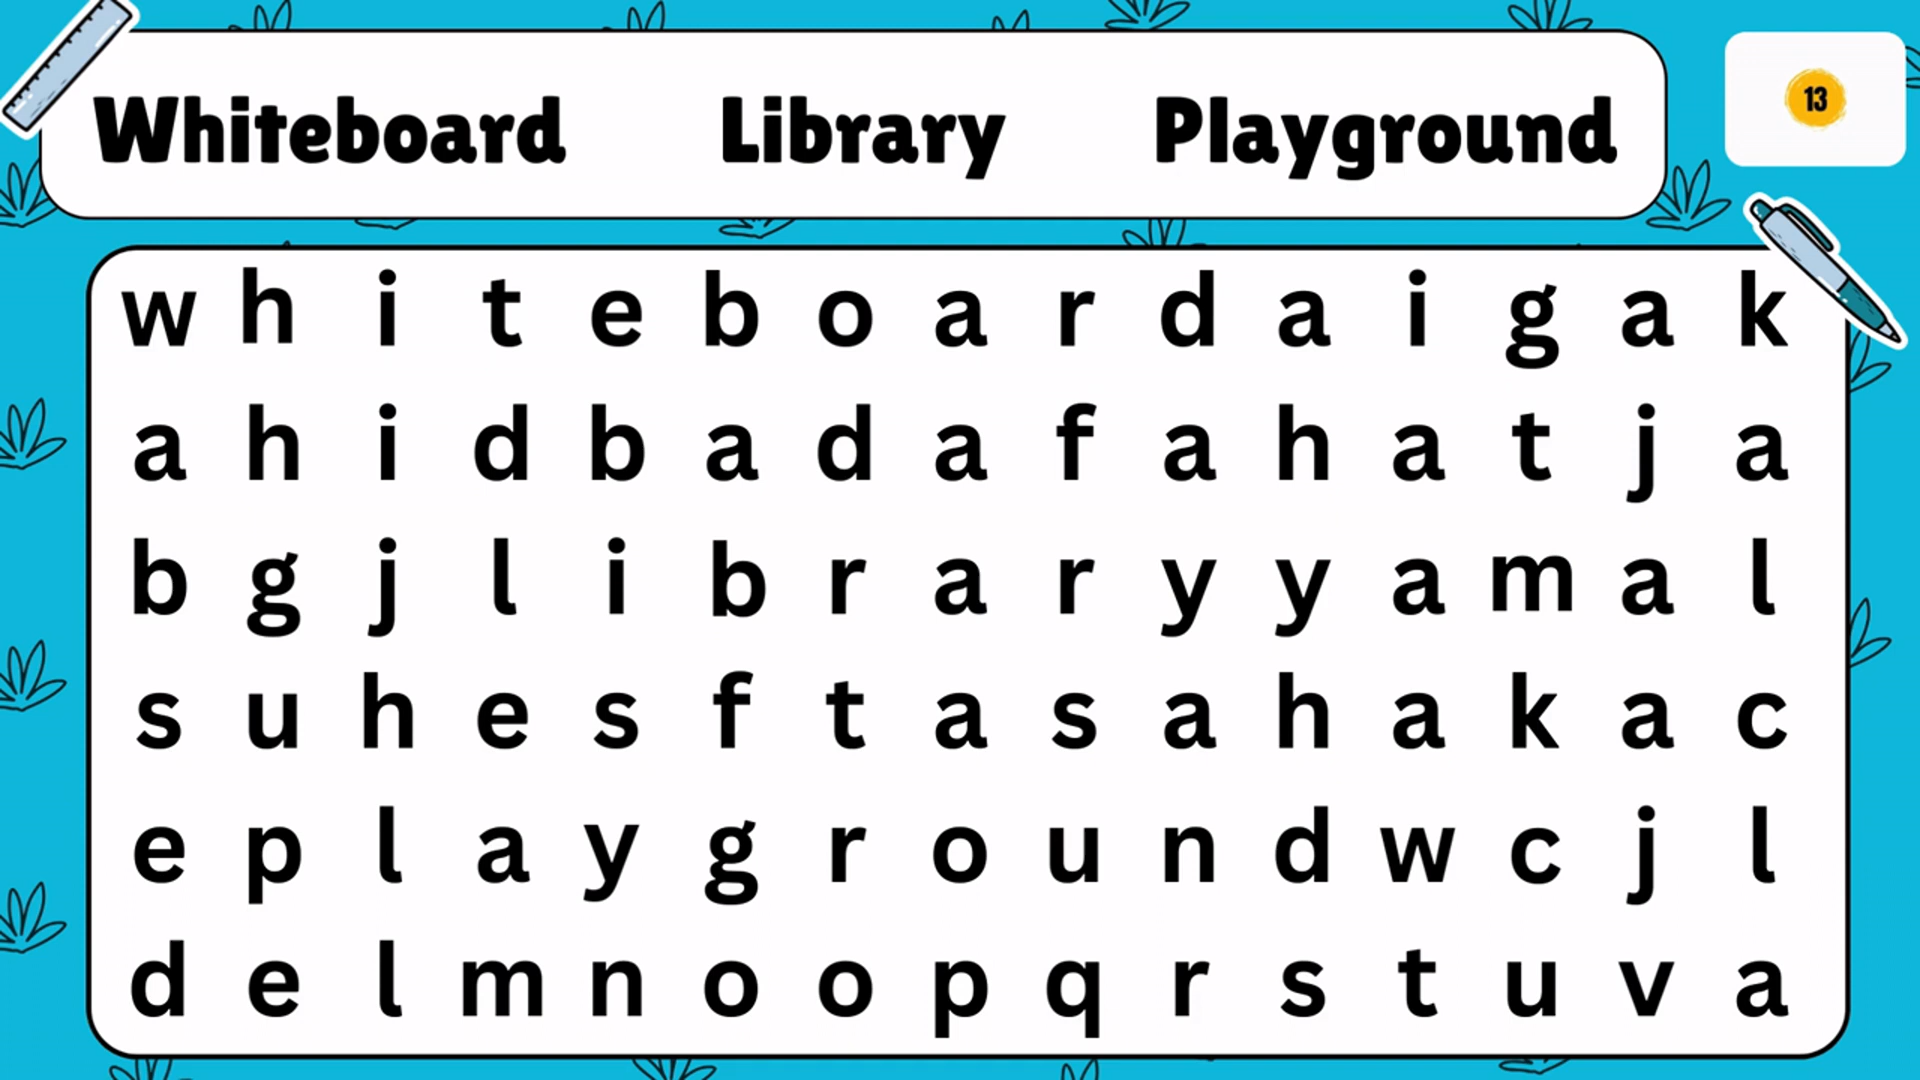 Whiteboard Library Playground
13
w h i t e b o a r d a i g a k
a h i d b a d a f a h a t j a
b g j l i b r a r y y a m a l
s u h e s f t a s a h a k a c
e p l a y g r o u n d w c j l
d e l m n o o p q r s t u v a